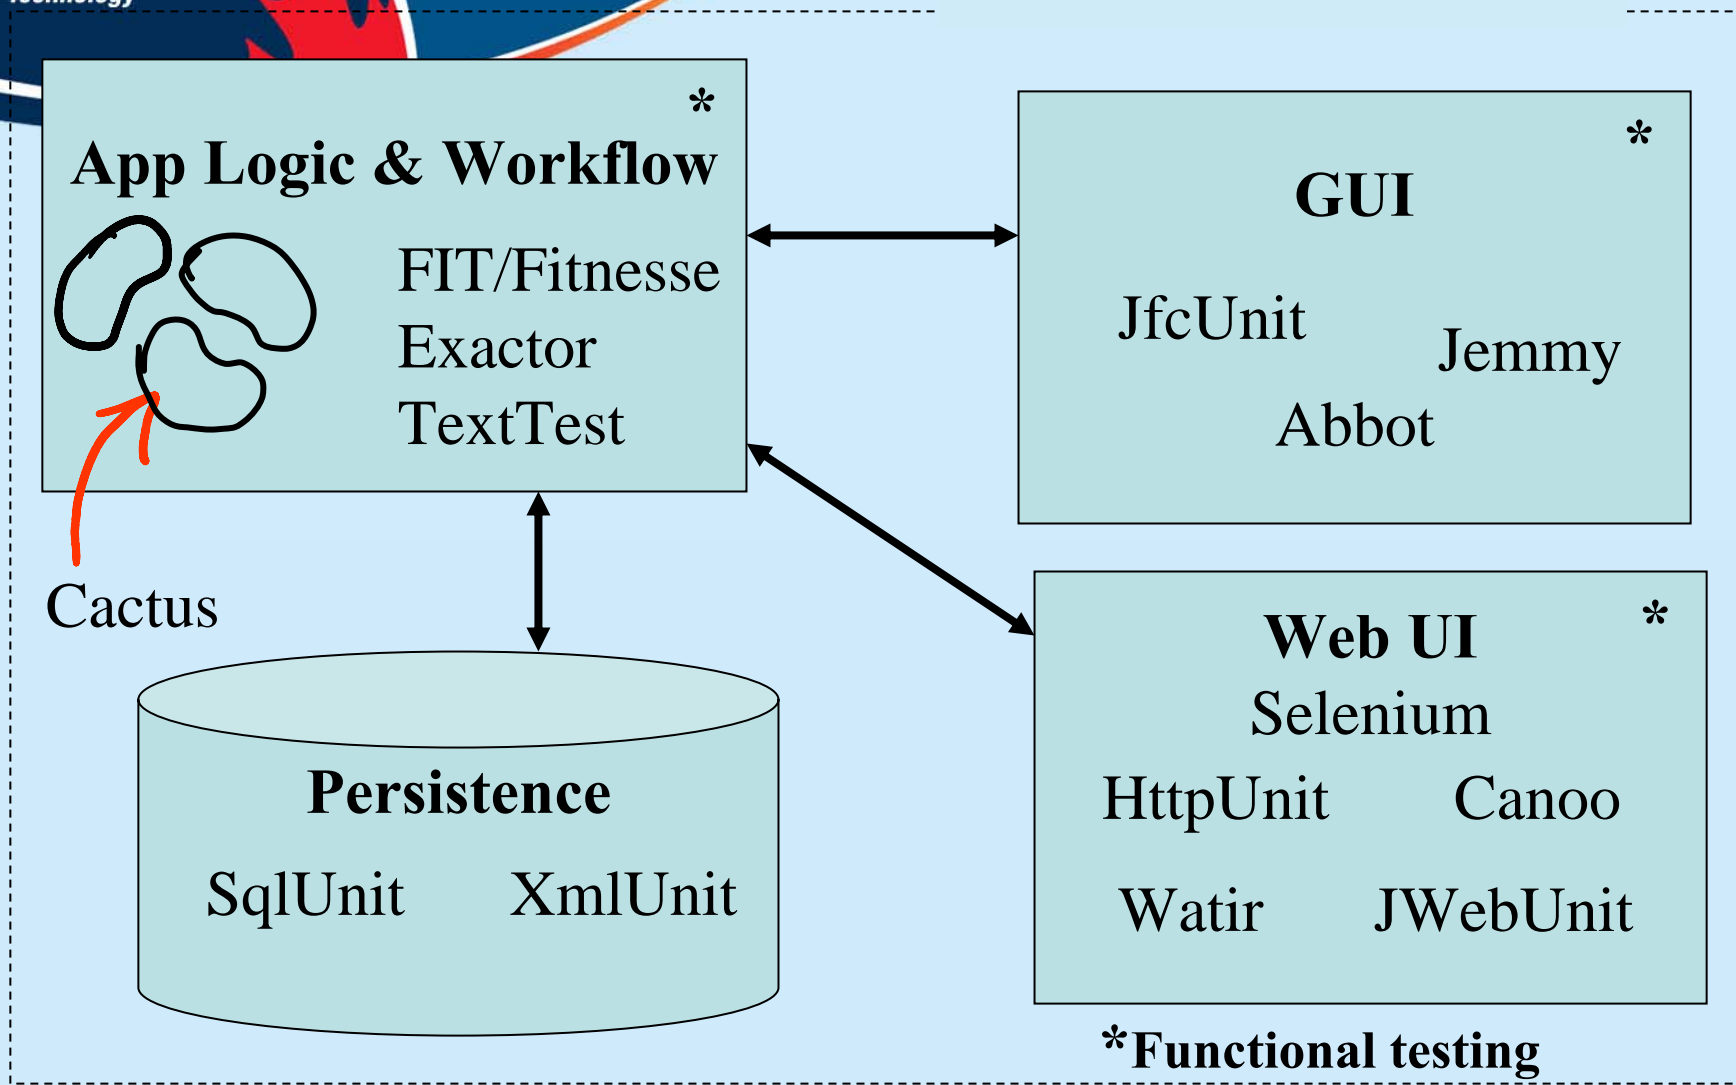 Technology
*
App Logic & Workflow
FIT/Fitnesse
Exactor
TextTest
Cactus
*
GUI
JfcUnit
Jemmy
Abbot
Persistence
SqlUnit XmlUnit
*
Web UI
Selenium
HttpUnit Canoo
Watir JWebUnit
*Functional testing